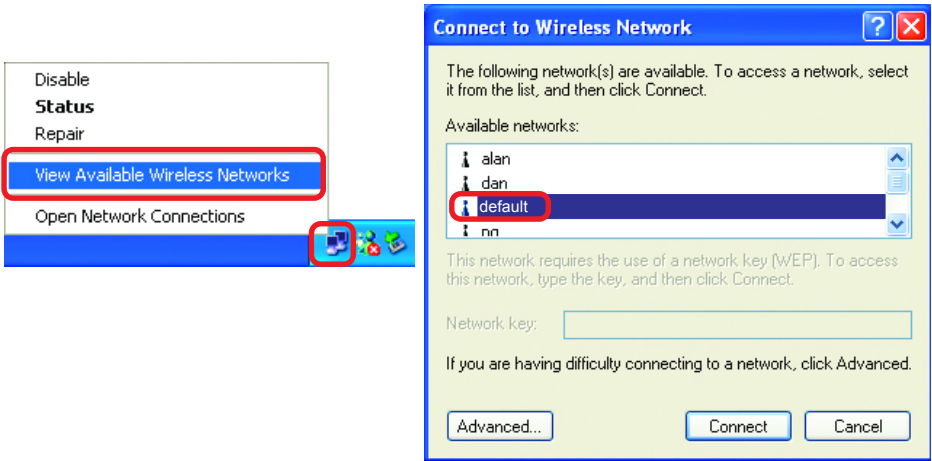 Disable
Status
Repair
View Available Wireless Networks
Open Network Connections
Connect to Wireless Network
The following network(s) are available. To access a network, select
it from the list, and then click Connect.
Available networks:
alan
dan
default
This network requires the use of a network key (WEP). To access
this network, type the key, and then click Connect.
Network key:
If you are having difficulty connecting to a network, click Advanced.
Advanced...
Connect
Cancel